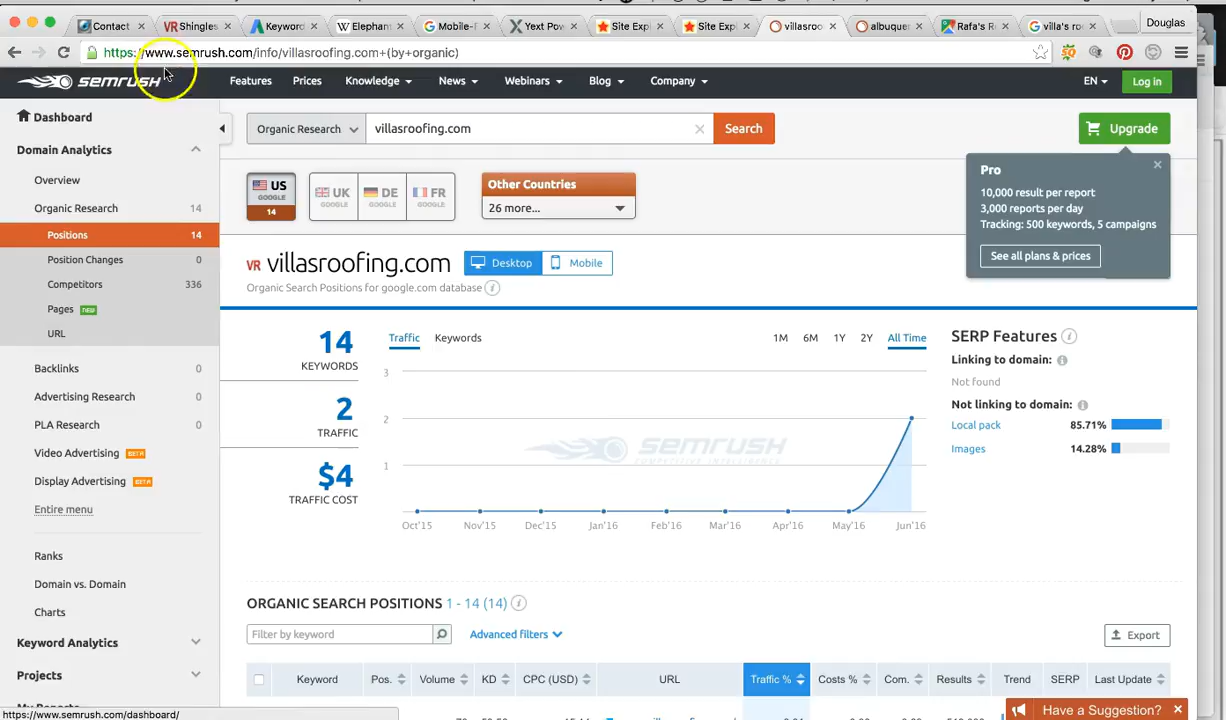 Contact
VR Shingles
Keyword
Elephan
Mobile-F
Yext Pow
Site Expl
Site Expl
villasroo
albuquer
Rafa's R
villa's ro
Douglas
https://www.semrush.com/info/villasroofing.com+(by+organic)
SEMRUSH
Features
Prices
Knowledge
News
Webinars
Blog
Company
EN
Log in
Dashboard
Domain Analytics
Overview
Organic Research 14
Positions 14
Position Changes 0
Competitors 336
Pages NEW
URL
Backlinks 0
Advertising Research 0
PLA Research 0
Video Advertising BETA
Display Advertising BETA
Entire menu
Ranks
Domain vs. Domain
Charts
Keyword Analytics
Projects
https://www.semrush.com/dashboard/
Organic Research
villasroofing.com
Search
Upgrade
Pro
10,000 result per report
3,000 reports per day
Tracking: 500 keywords, 5 campaigns
See all plans & prices
US
GOOGLE
14
UK
GOOGLE
DE
GOOGLE
FR
GOOGLE
Other Countries
26 more...
VR villasroofing.com
Desktop
Mobile
Organic Search Positions for google.com database
14
KEYWORDS
2
TRAFFIC
$4
TRAFFIC COST
Traffic
Keywords
1M
6M
1Y
2Y
All Time
3
2
1
SEMRUSH
COMPETITIVE INTELLIGENCE
Oct'15
Nov'15
Dec'15
Jan'16
Feb'16
Mar'16
Apr'16
May'16
Jun'16
SERP Features
Linking to domain:
Not found
Not linking to domain:
Local pack 85.71%
Images 14.28%
ORGANIC SEARCH POSITIONS 1 - 14 (14)
Filter by keyword
Advanced filters
Export
Keyword
Pos.
Volume
KD
CPC (USD)
URL
Traffic %
Costs %
Com.
Results
Trend
SERP
Last Update
Have a Suggestion?